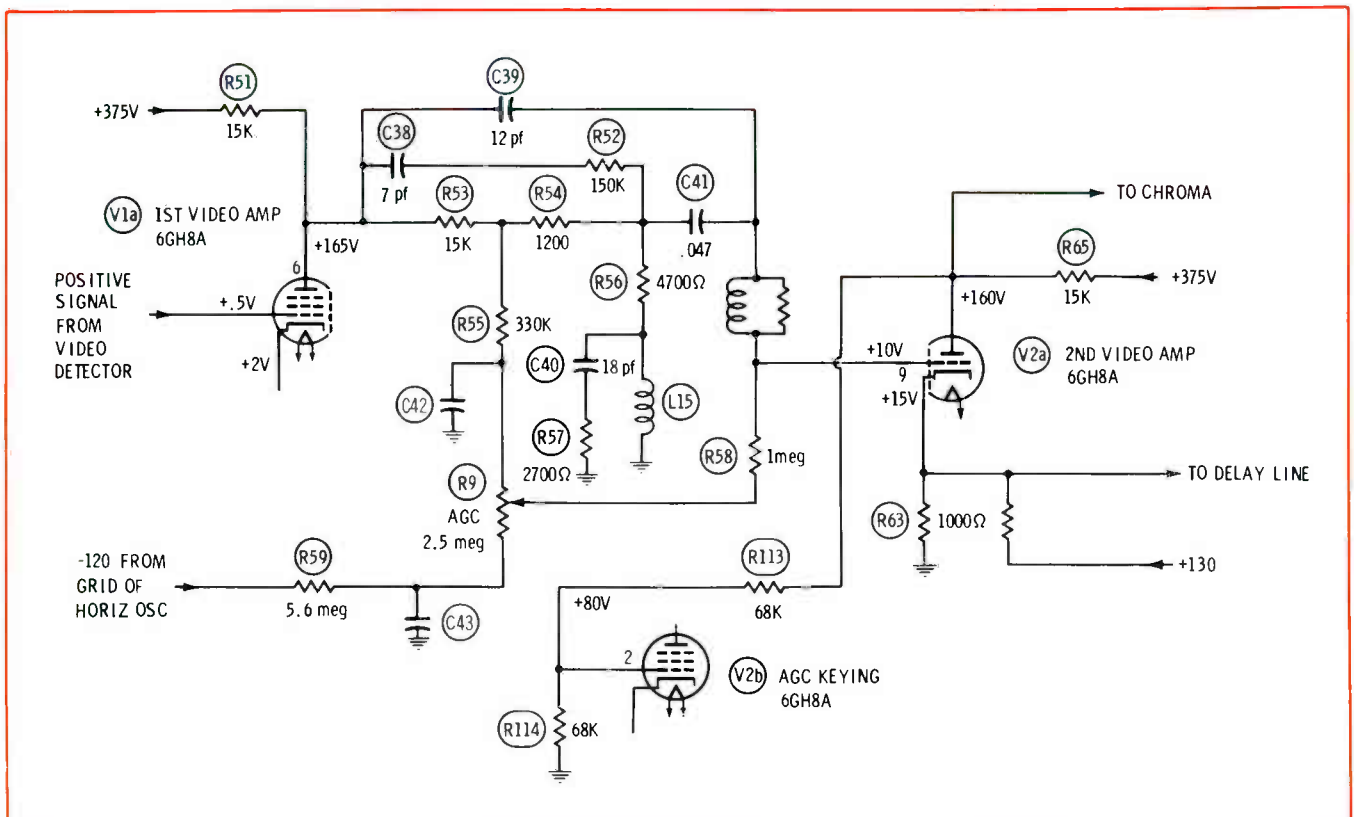 R51
+375V
15K
C39
12 pf
C38
7 pf
R52
150K
C41
.047
TO CHROMA
V1a 1ST VIDEO AMP
6GH8A
R53
15K
R54
1200
+165V
6
POSITIVE
SIGNAL
FROM
VIDEO
DETECTOR
+.5V
+2V
R56
4700Ω
R65
+375V
15K
+160V
R55
330K
C40
18 pf
+10V
9
+15V
V2a 2ND VIDEO AMP
6GH8A
C42
L15
R57
2700Ω
R58
1meg
R9
AGC
2.5 meg
TO DELAY LINE
R63
1000Ω
+130
-120 FROM
GRID OF
HORIZ OSC
R59
5.6 meg
C43
R113
68K
+80V
2
V2b AGC KEYING
6GH8A
R114
68K